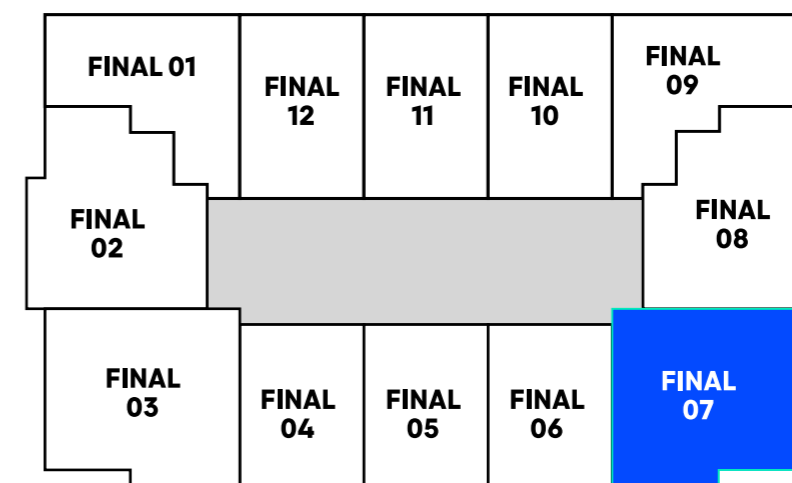 FINAL 01
FINAL
12
FINAL
11
FINAL
10
FINAL
09
FINAL
02
FINAL
08
FINAL
03
FINAL
04
FINAL
05
FINAL
06
FINAL
07